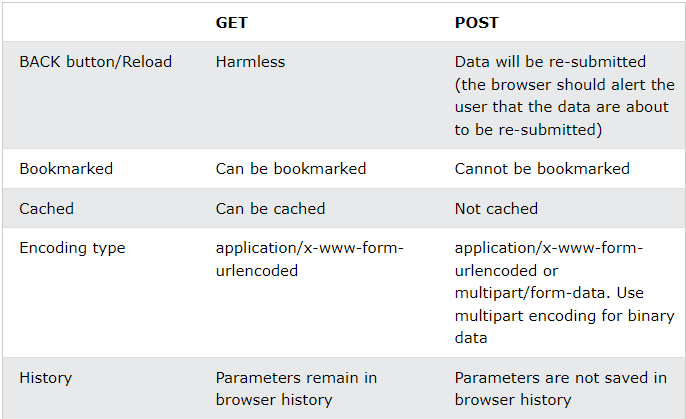 GET POST
BACK button/Reload Harmless Data will be re-submitted
(the browser should alert the
user that the data are about
to be re-submitted)
Bookmarked Can be bookmarked Cannot be bookmarked
Cached Can be cached Not cached
Encoding type application/x-www-form- application/x-www-form-
urlencoded urlencoded or
multipart/form-data. Use
multipart encoding for binary
data
History Parameters remain in Parameters are not saved in
browser history browser history